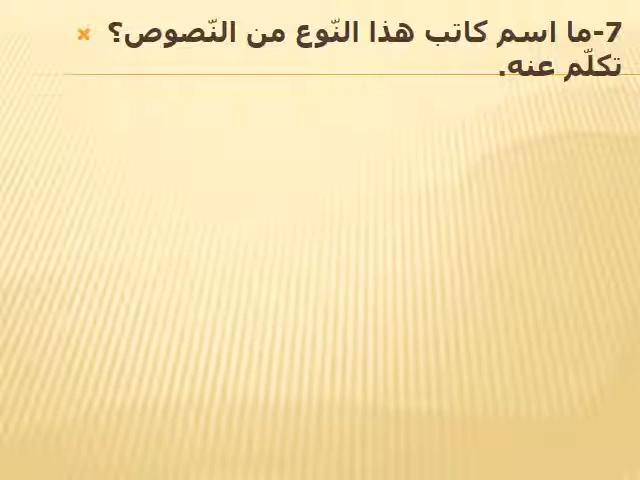 7-ما اسم كاتب هذا النّوع من النّصوص؟
تكلّم عنه.